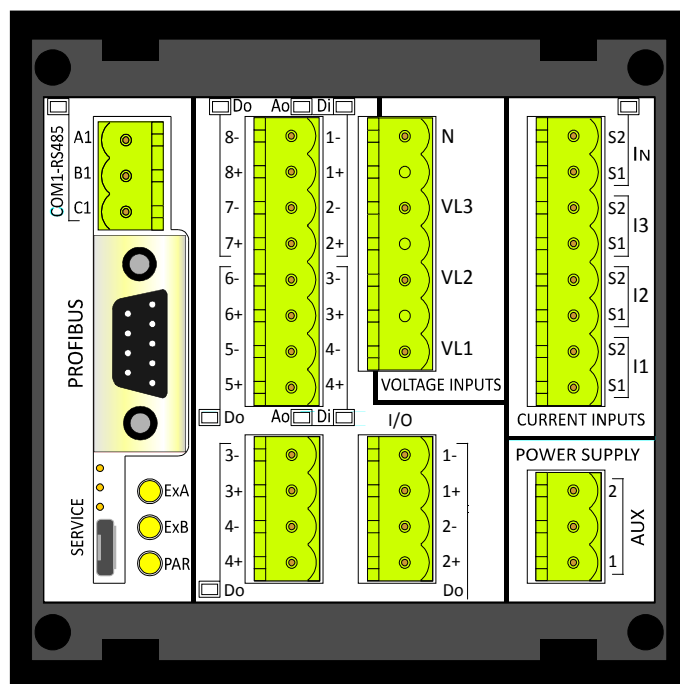 COM1-RS485
A1
B1
C1
PROFIBUS
SERVICE
ExA
ExB
PAR
Do Ao Di
8- 1-
8+ 1+
7- 2-
7+ 2+
6- 3-
6+ 3+
5- 4-
5+ 4+
Do Ao Di
N
VL3
VL2
VL1
VOLTAGE INPUTS
I/O
3- 1-
3+ 1+
4- 2-
4+ 2+
Do Do
S2
S1
IN
S2
S1
I3
S2
S1
I2
S2
S1
I1
CURRENT INPUTS
POWER SUPPLY
2
1
AUX